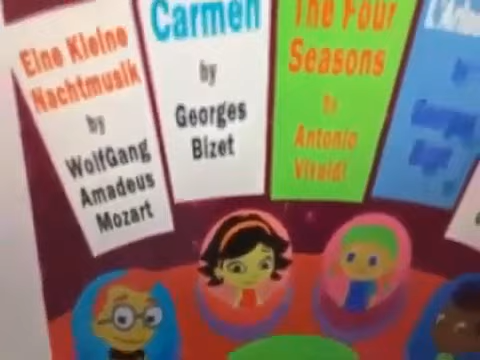 Eine Kleine
Nachtmusik
by
WolfGang
Amadeus
Mozart
Carmen
by
Georges
Bizet
The Four
Seasons
by
Antonio
Vivaldi